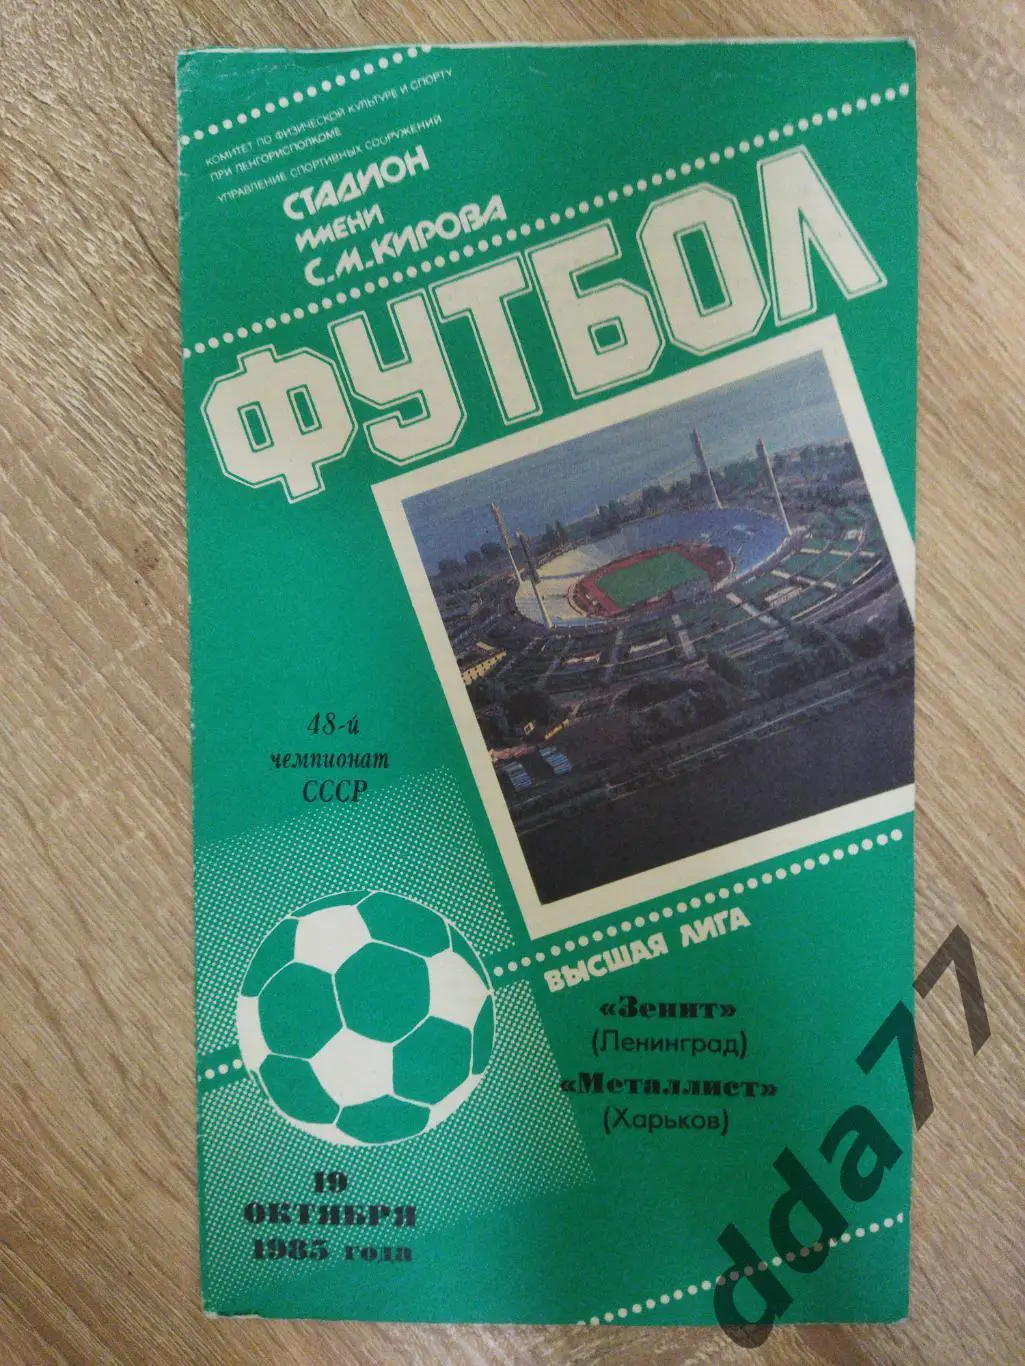 КОМИТЕТ ПО ФИЗИЧЕСКОЙ КУЛЬТУРЕ И СПОРТУ
ПРИ ЛЕНГОРИСПОЛКОМЕ
УПРАВЛЕНИЕ СПОРТИВНЫХ СООРУЖЕНИЙ
СТАДИОН
ИМЕНИ
С.М.КИРОВА
ФУТБОЛ
48-й
чемпионат
СССР
ВЫСШАЯ ЛИГА
«Зенит»
(Ленинград)
«Металлист»
(Харьков)
19
ОКТЯБРЯ
1985 года
dda77